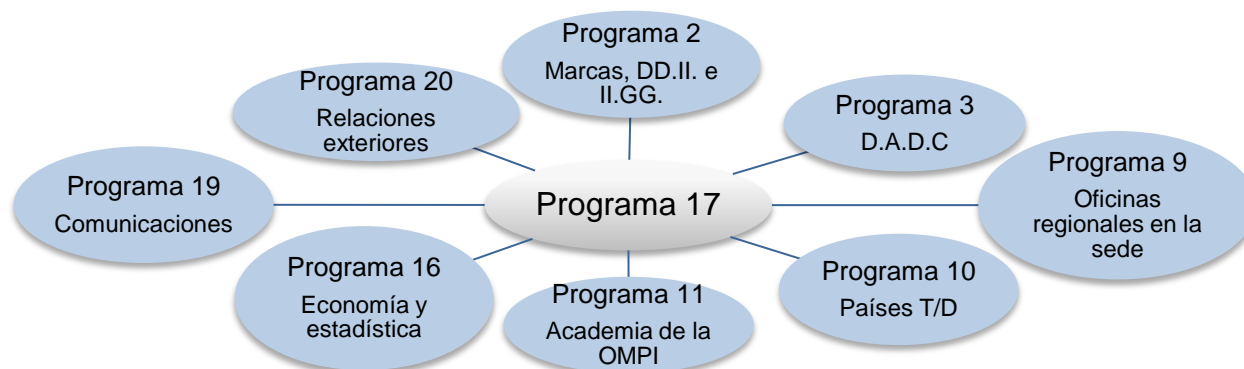 Programa 2
Marcas, DD.II. e
II.GG.
Programa 20
Relaciones
exteriores
Programa 3
D.A.D.C
Programa 19
Comunicaciones
Programa 17
Programa 9
Oficinas
regionales en la
sede
Programa 16
Economía y
estadística
Programa 11
Academia de la
OMPI
Programa 10
Países T/D